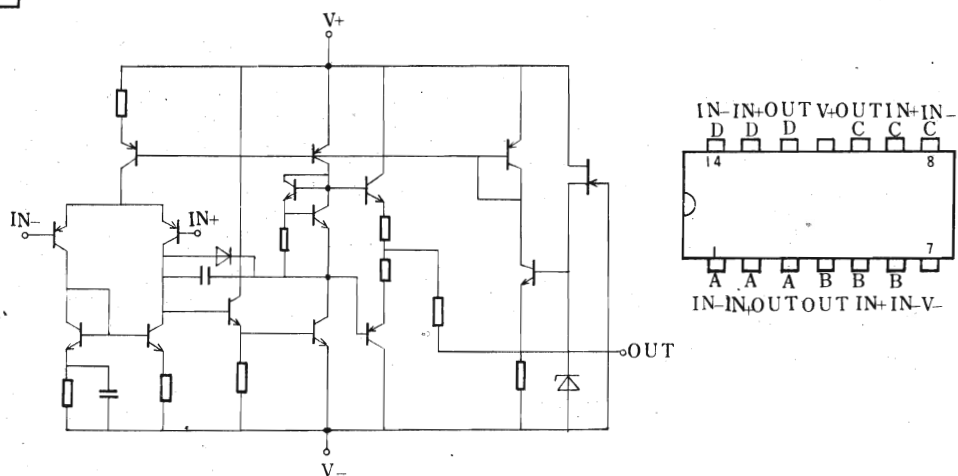 V+
IN-
IN+
OUT
V-
IN- IN+ OUT V+ OUT IN+ IN-
D D D C C C
14 8
1 7
A A A B B B
IN- IN+ OUT OUT IN+ IN- V-